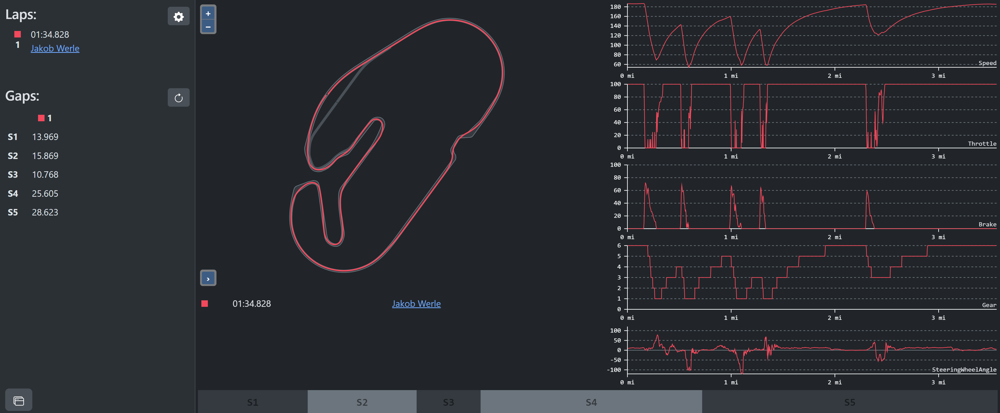 Laps:
01:34.828
1
Jakob Werle
Gaps:
1
S1 13.969
S2 15.869
S3 10.768
S4 25.605
S5 28.623
+
−
›
01:34.828 Jakob Werle
180
160
140
120
100
80
60
Speed
0 mi 1 mi 2 mi 3 mi
100
80
60
40
20
0
Throttle
0 mi 1 mi 2 mi 3 mi
100
80
60
40
20
0
Brake
0 mi 1 mi 2 mi 3 mi
6
5
4
3
2
1
0
Gear
0 mi 1 mi 2 mi 3 mi
100
50
0
-50
-100
SteeringWheelAngle
0 mi 1 mi 2 mi 3 mi
S1 S2 S3 S4 S5